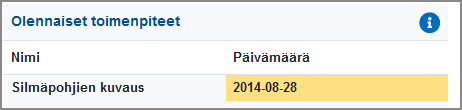 Olennaiset toimenpiteet
Nimi Päivämäärä
Silmäpohjien kuvaus 2014-08-28